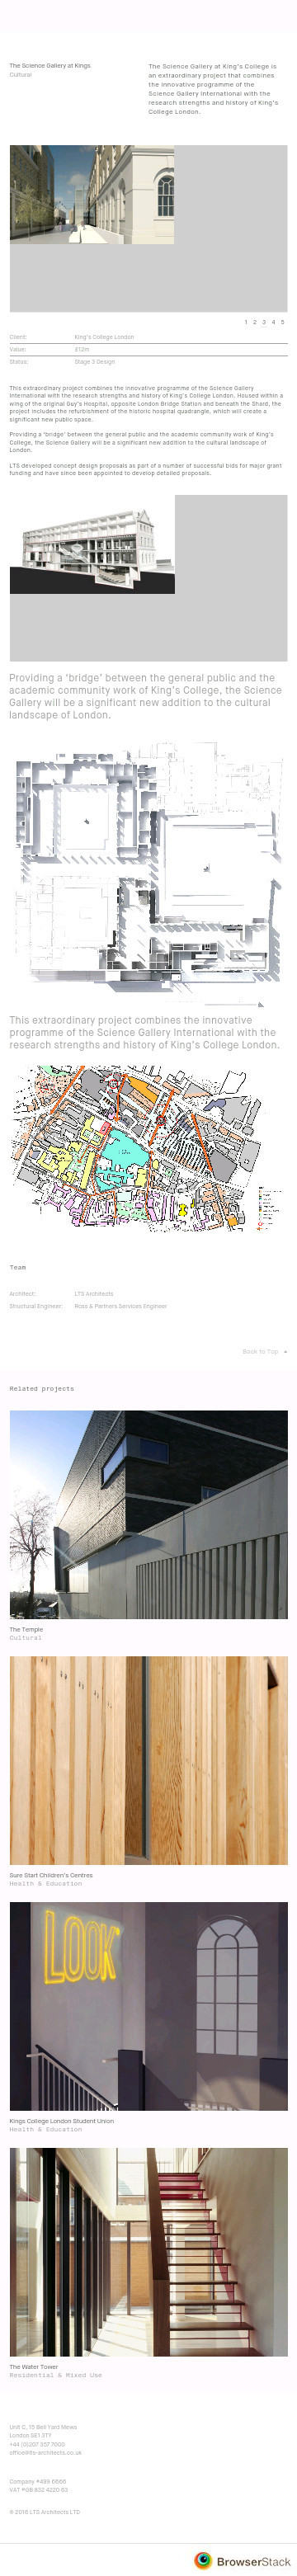 The Science Gallery at Kings
Cultural
The Science Gallery at King's College is
an extraordinary project that combines
the innovative programme of the
Science Gallery International with the
research strengths and history of King's
College London.
1 2 3 4 5
Client: King's College London
Value: £12m
Status: Stage 3 Design
This extraordinary project combines the innovative programme of the Science Gallery
International with the research strengths and history of King's College London. Housed within a
wing of the original Guy's Hospital, opposite London Bridge Station and beneath the Shard, the
project includes the refurbishment of the historic hospital quadrangle, which will create a
significant new public space.
Providing a 'bridge' between the general public and the academic community work of King's
College, the Science Gallery will be a significant new addition to the cultural landscape of
London.
LTS developed concept design proposals as part of a number of successful bids for major grant
funding and have since been appointed to develop detailed proposals.
Providing a 'bridge' between the general public and the
academic community work of King's College, the Science
Gallery will be a significant new addition to the cultural
landscape of London.
This extraordinary project combines the innovative
programme of the Science Gallery International with the
research strengths and history of King's College London.
Team
Architect: LTS Architects
Structural Engineer: Ross & Partners Services Engineer
Back to Top
Related projects
The Temple
Cultural
Sure Start Children's Centres
Health & Education
LOOK
Kings College London Student Union
Health & Education
The Water Tower
Residential & Mixed Use
Unit C, 15 Bell Yard Mews
London SE1 3TY
+44 (0)207 357 7000
office@lts-architects.co.uk
Company #499 6666
VAT #08 832 4220 63
© 2016 LTS Architects LTD
BrowserStack